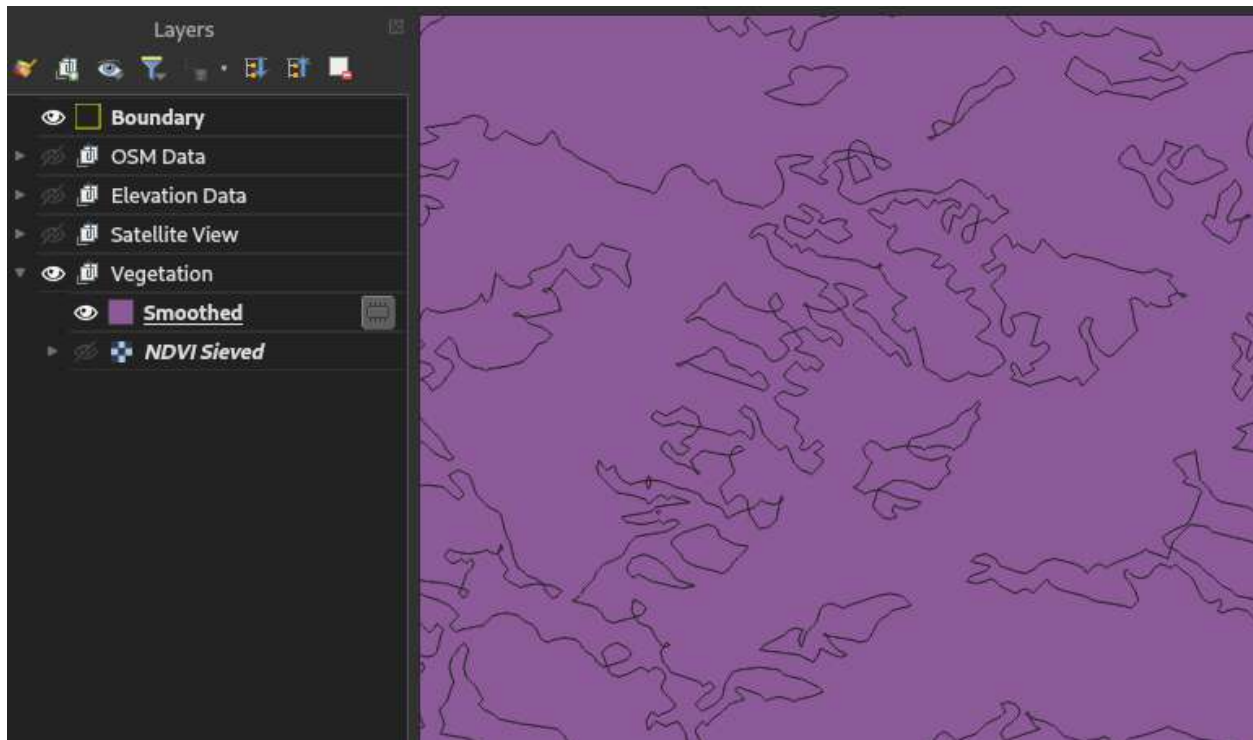 Layers
Boundary
OSM Data
Elevation Data
Satellite View
Vegetation
Smoothed
NDVI Sieved